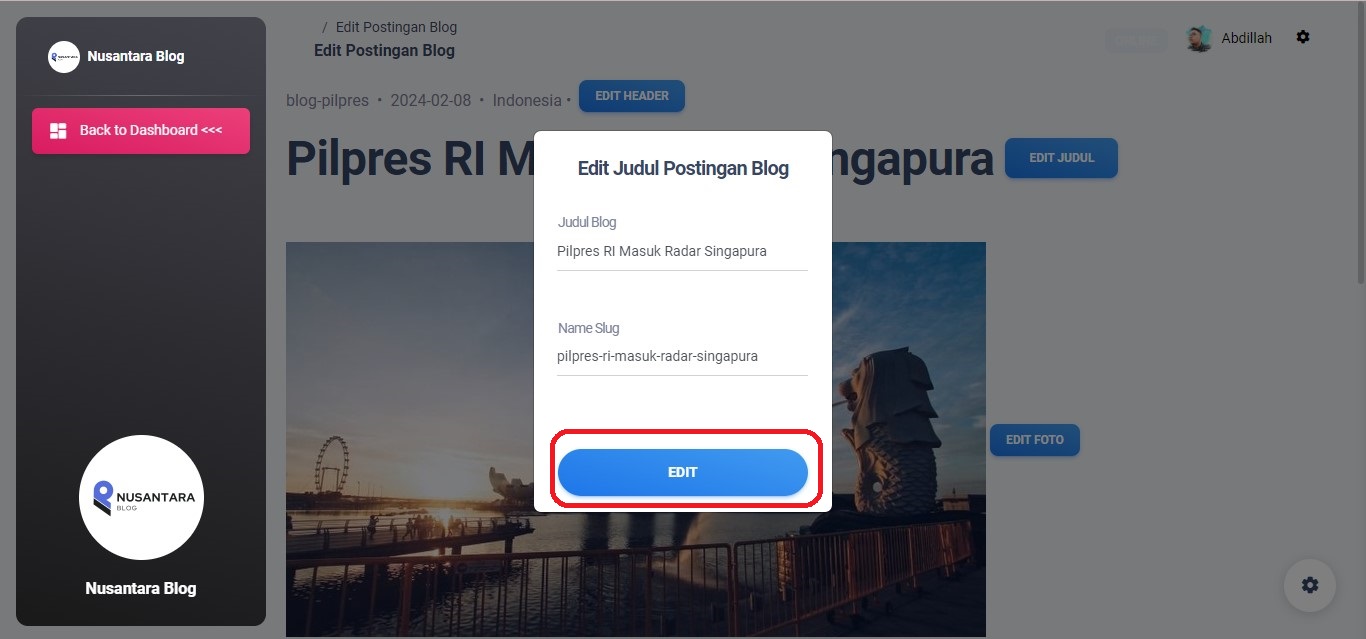 Nusantara Blog
Back to Dashboard <<<
NUSANTARA
BLOG
Nusantara Blog
/ Edit Postingan Blog
Edit Postingan Blog
Abdillah
blog-pilpres • 2024-02-08 • Indonesia •
EDIT HEADER
Pilpres RI M
ngapura
EDIT JUDUL
Edit Judul Postingan Blog
Judul Blog
Pilpres RI Masuk Radar Singapura
Name Slug
pilpres-ri-masuk-radar-singapura
EDIT
EDIT FOTO